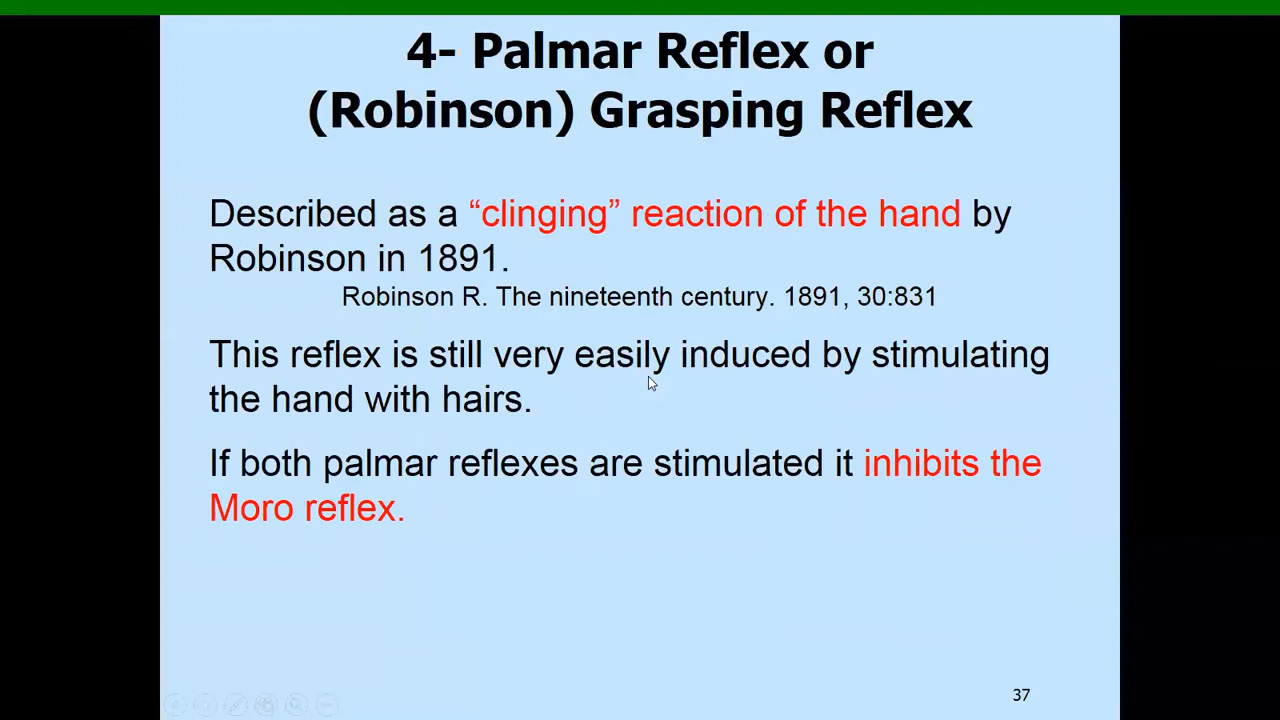 4- Palmar Reflex or
(Robinson) Grasping Reflex
Described as a “clinging” reaction of the hand by
Robinson in 1891.
Robinson R. The nineteenth century. 1891, 30:831
This reflex is still very easily induced by stimulating
the hand with hairs.
If both palmar reflexes are stimulated it inhibits the
Moro reflex.
37